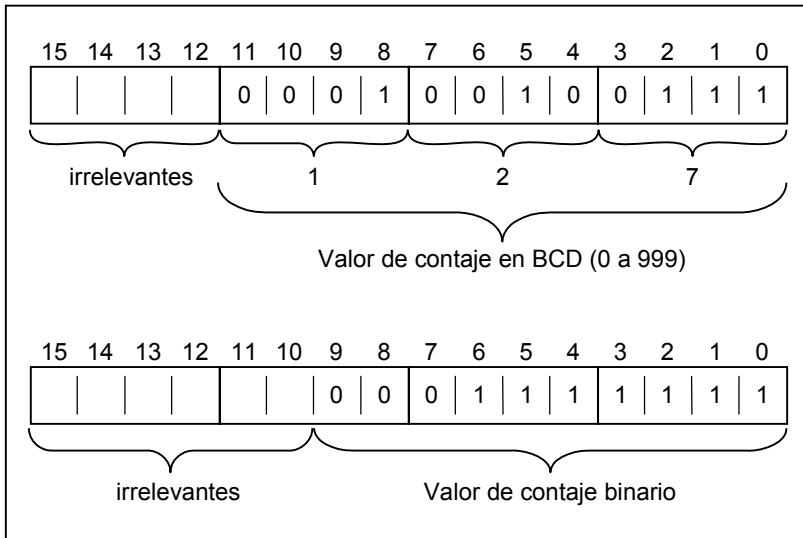 15 14 13 12 11 10 9 8 7 6 5 4 3 2 1 0
0 0 0 1 0 0 1 0 0 1 1 1
irrelevantes 1 2 7
Valor de contaje en BCD (0 a 999)
15 14 13 12 11 10 9 8 7 6 5 4 3 2 1 0
0 0 0 1 1 1 1 1 1 1
irrelevantes Valor de contaje binario